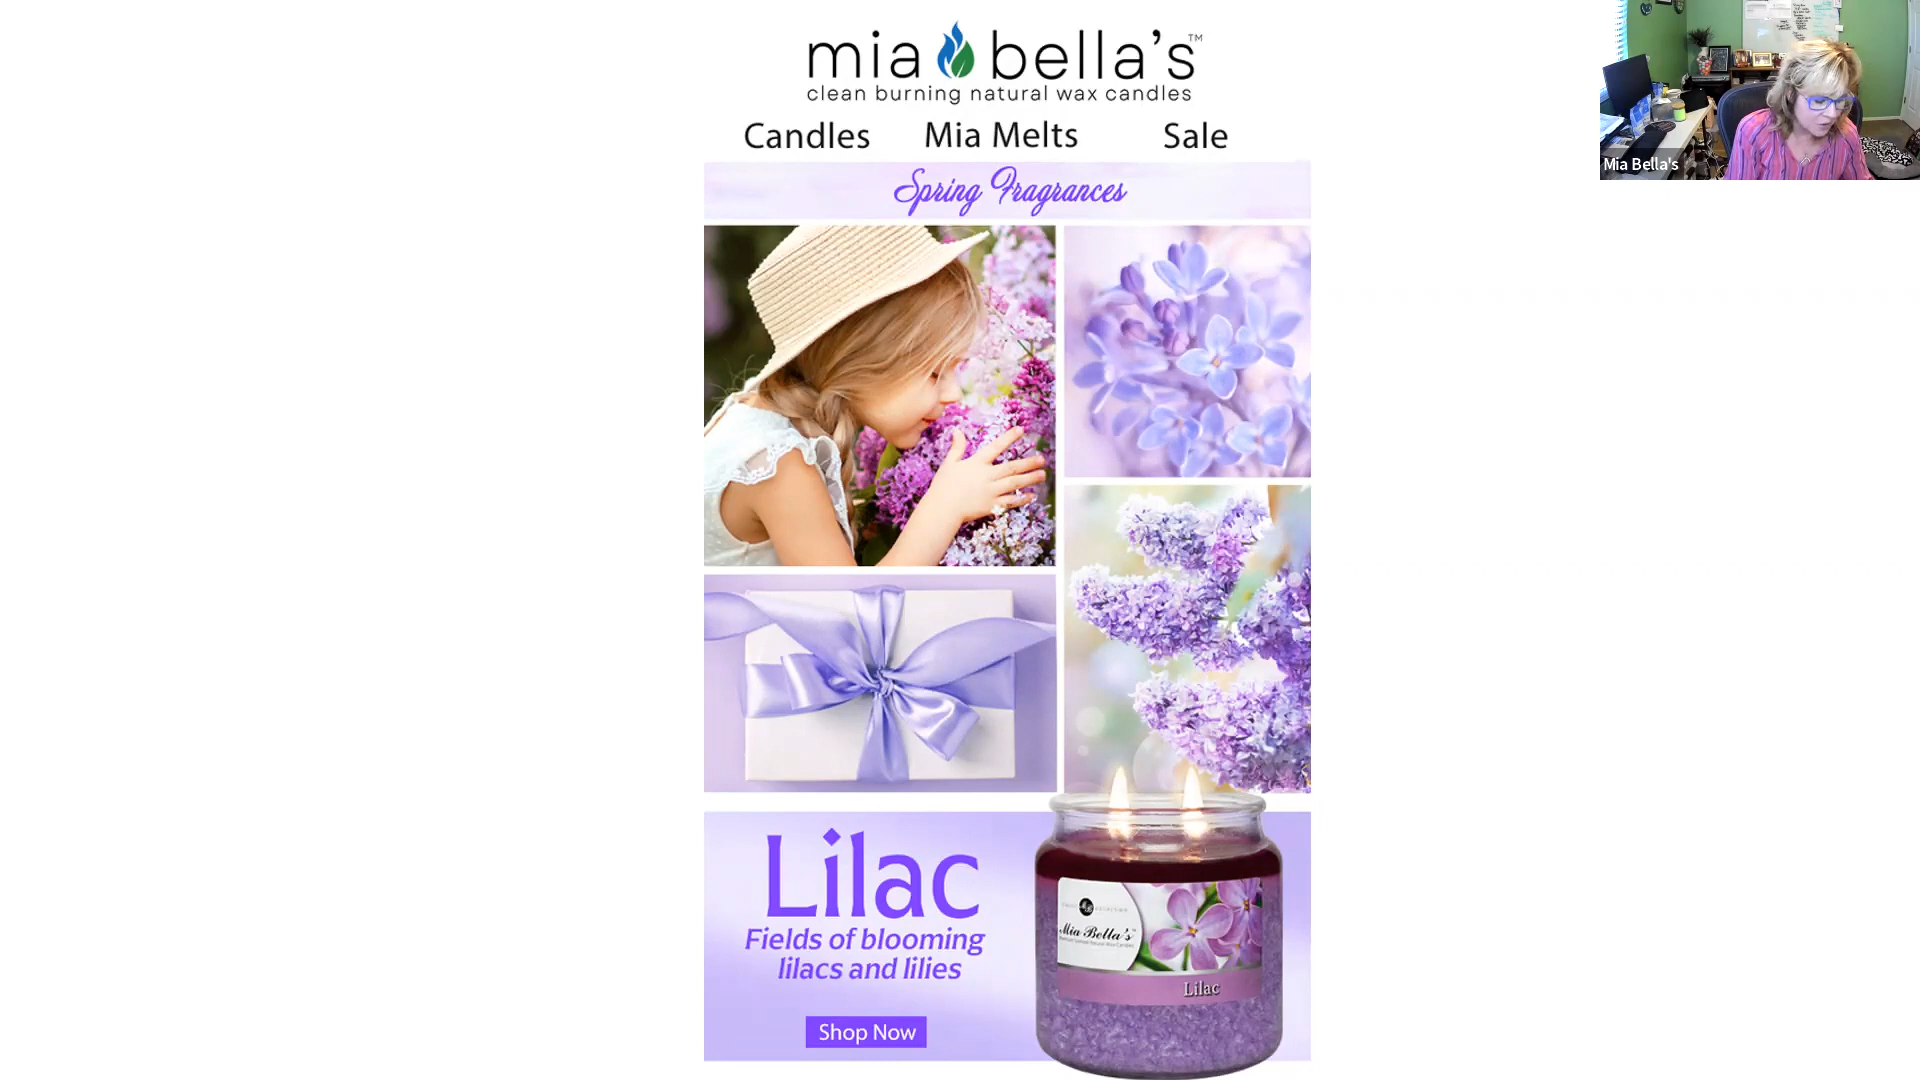 mia bella's™
clean burning natural wax candles
Candles Mia Melts Sale
Spring Fragrances
Lilac
Fields of blooming
lilacs and lilies
Shop Now
Mia Bella's
Lilac
Mia Bella's